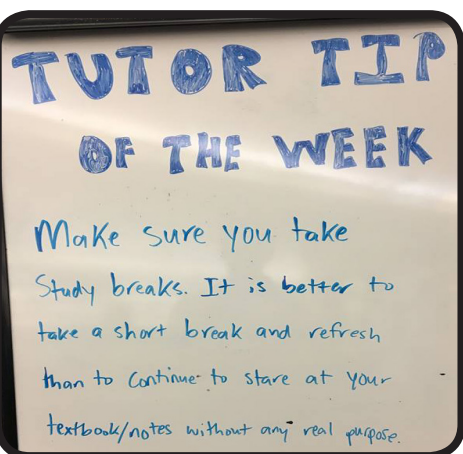 TUTOR TIP
OF THE WEEK
Make sure you take
Study breaks. It is better to
take a short break and refresh
than to continue to stare at your
textbook/notes without any real purpose.